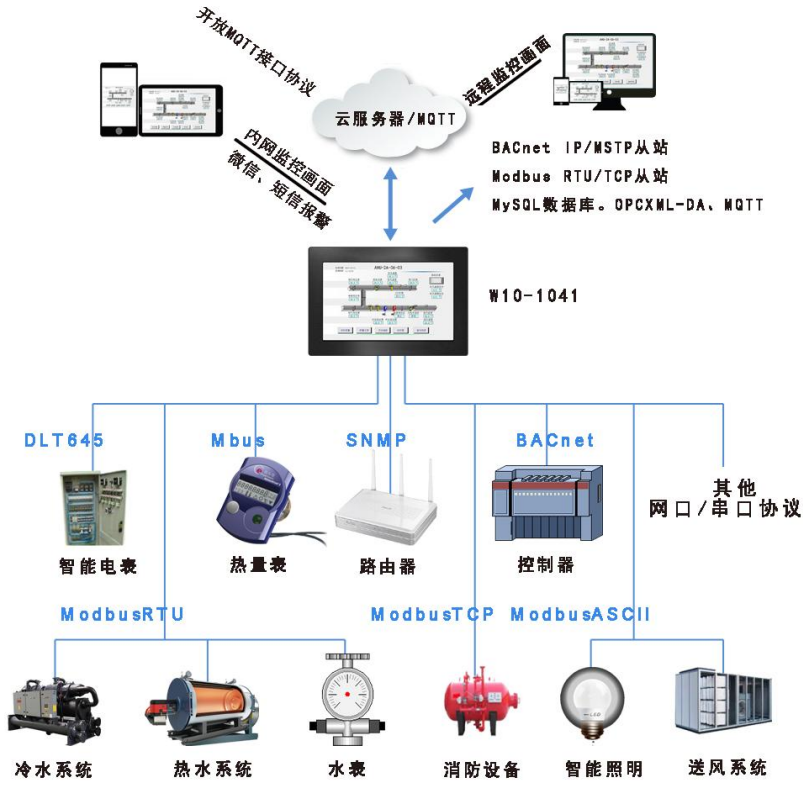 开放MQTT接口协议
云服务器/MQTT
远程监控画面
内网监控画面
微信、短信报警
BACnet IP/MSTP从站
Modbus RTU/TCP从站
MySQL数据库。OPCXML-DA、MQTT
W10-1041
DLT645
Mbus
SNMP
BACnet
其他
网口/串口协议
智能电表
热量表
路由器
控制器
ModbusRTU
ModbusTCP
ModbusASCII
冷水系统
热水系统
水表
消防设备
智能照明
送风系统